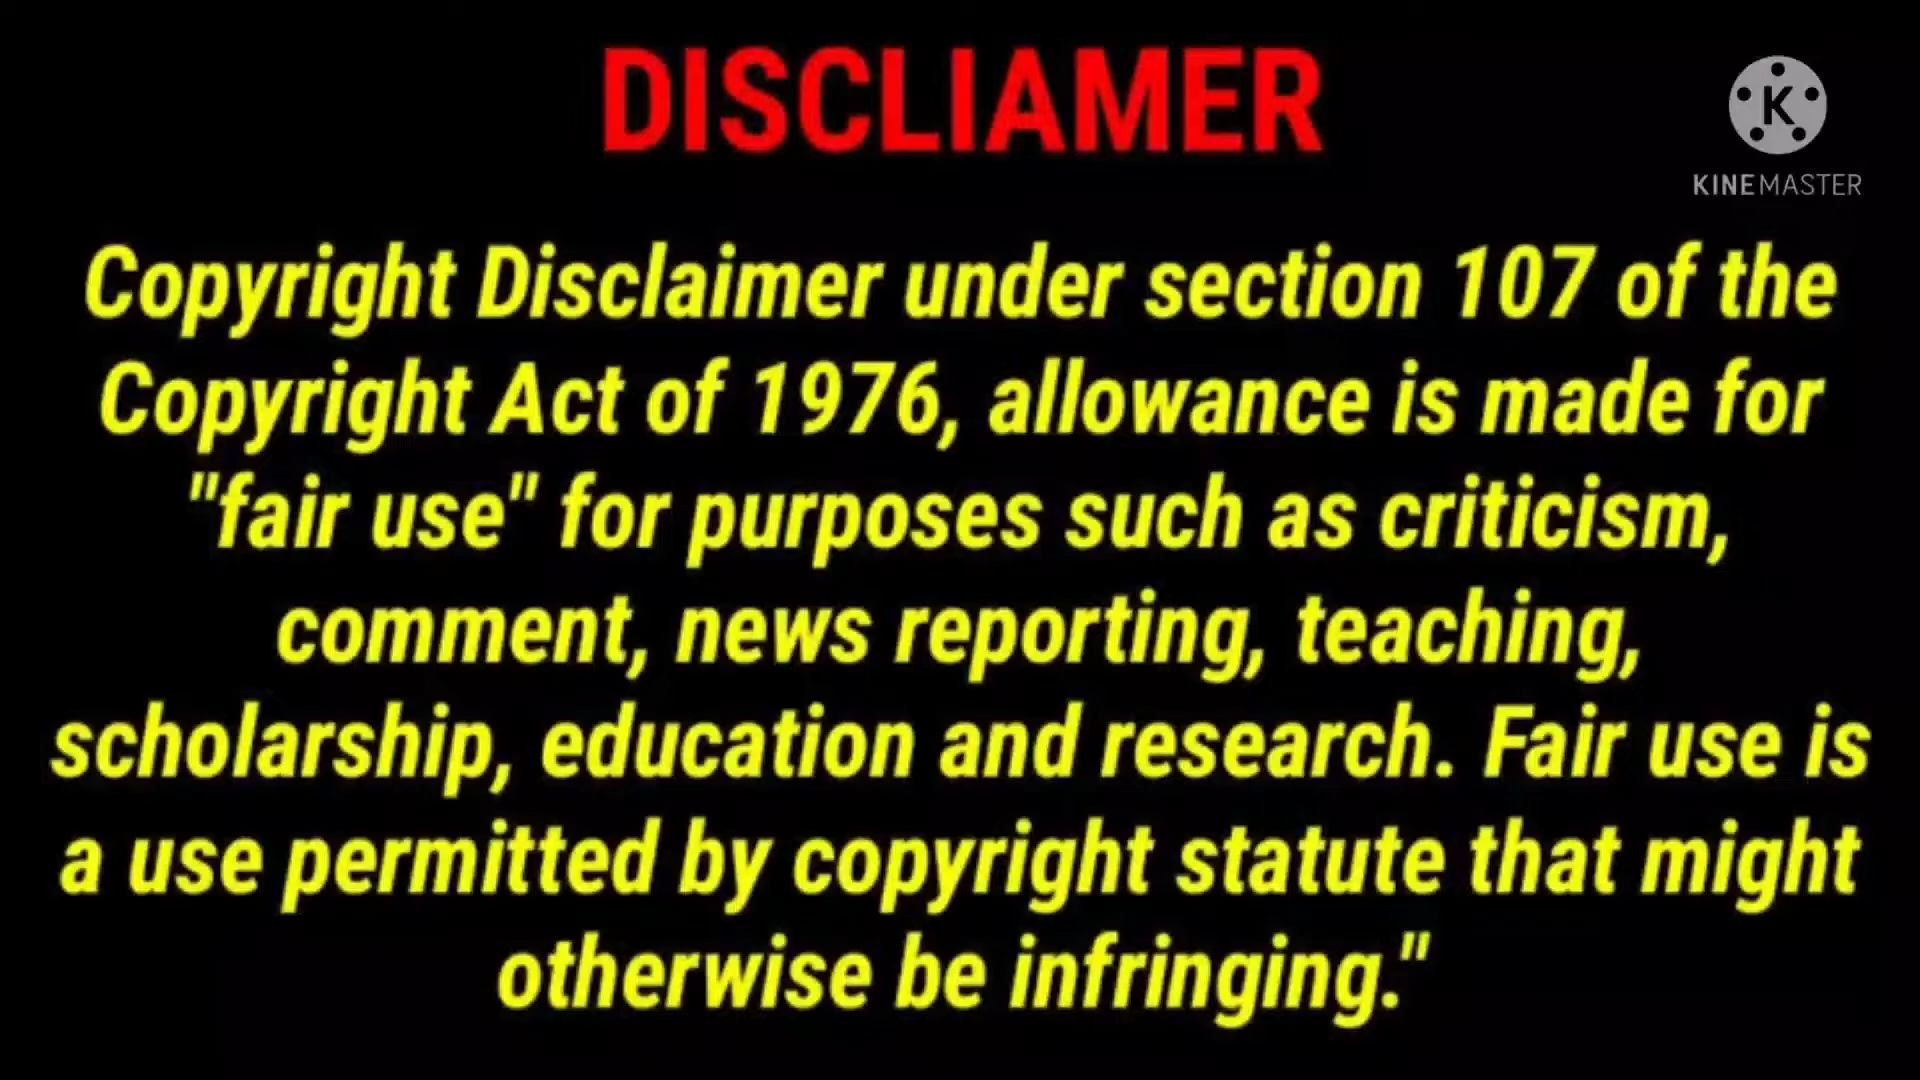 DISCLIAMER
K
KINEMASTER
Copyright Disclaimer under section 107 of the
Copyright Act of 1976, allowance is made for
"fair use" for purposes such as criticism,
comment, news reporting, teaching,
scholarship, education and research. Fair use is
a use permitted by copyright statute that might
otherwise be infringing."